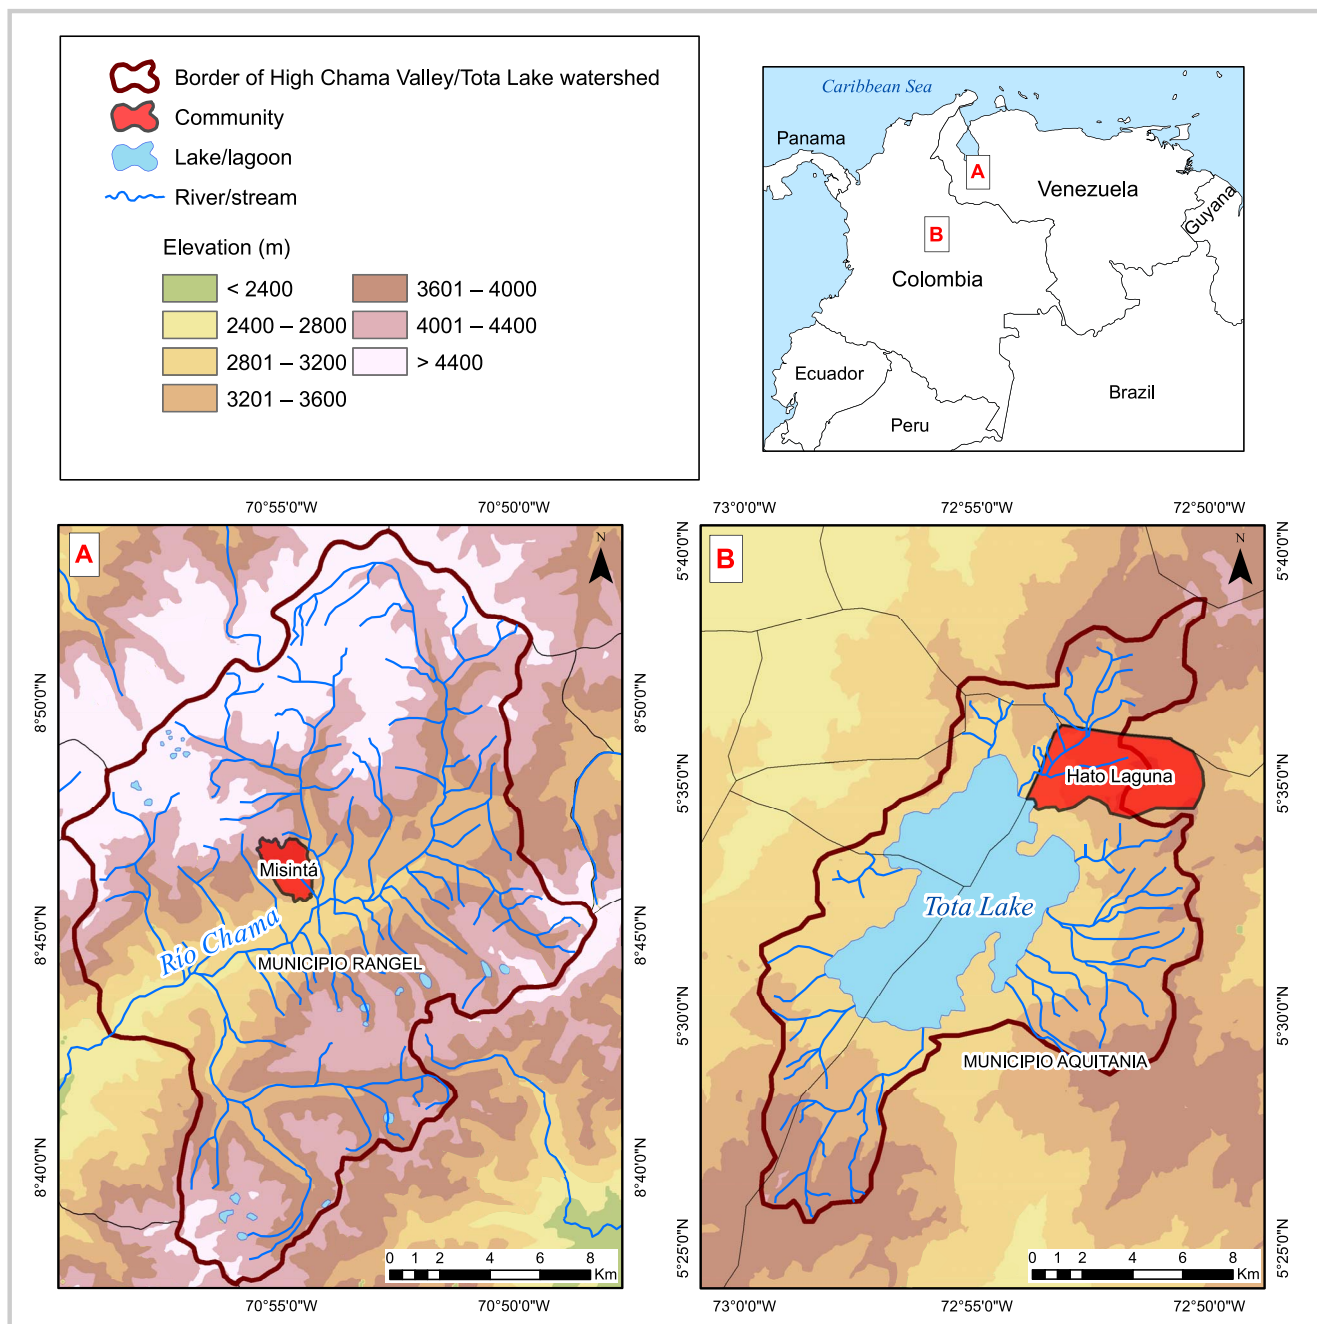 Border of High Chama Valley/Tota Lake watershed
Community
Lake/lagoon
River/stream
Elevation (m)
< 2400
2400 – 2800
2801 – 3200
3201 – 3600
3601 – 4000
4001 – 4400
> 4400
Caribbean Sea
Panama
A
Venezuela
Guyana
B
Colombia
Ecuador
Peru
Brazil
70°55'0"W
70°50'0"W
A
N
8°50'0"N
8°50'0"N
Misintá
Río Chama
MUNICIPIO RANGEL
8°45'0"N
8°45'0"N
8°40'0"N
8°40'0"N
0 1 2 4 6 8
Km
70°55'0"W
70°50'0"W
73°0'0"W
72°55'0"W
72°50'0"W
B
N
5°40'0"N
5°40'0"N
Hato Laguna
5°35'0"N
5°35'0"N
Tota Lake
5°30'0"N
5°30'0"N
MUNICIPIO AQUITANIA
5°25'0"N
5°25'0"N
0 1 2 4 6 8
Km
73°0'0"W
72°55'0"W
72°50'0"W